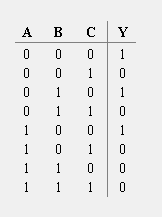 A B C Y
0 0 0 1
0 0 1 0
0 1 0 1
0 1 1 0
1 0 0 1
1 0 1 0
1 1 0 0
1 1 1 0